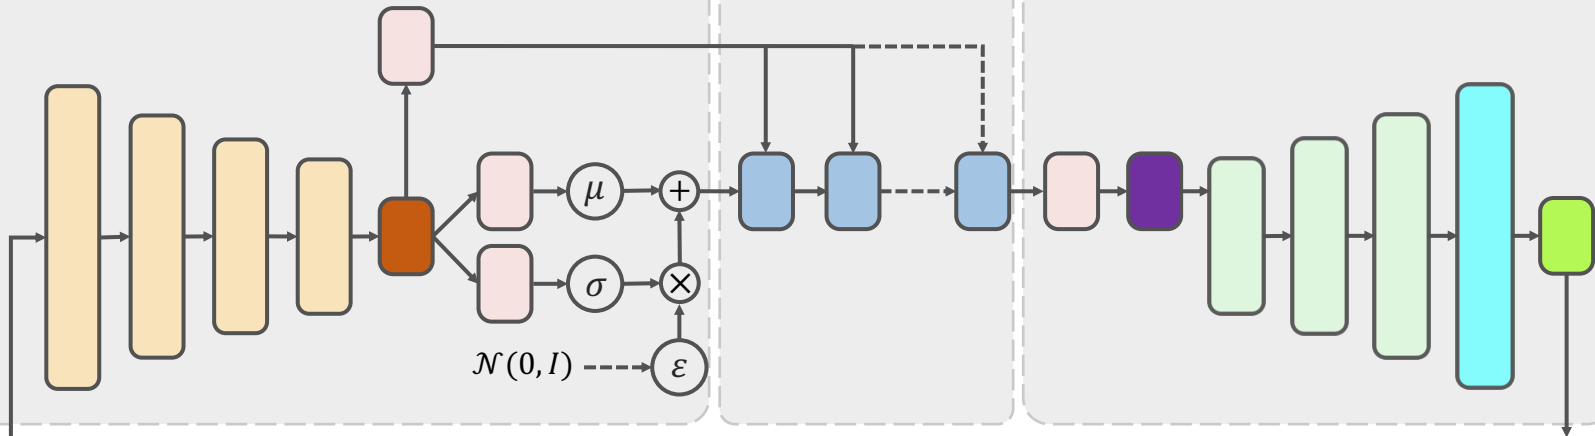 μ
+
σ
×
𝒩(0, I)
ε